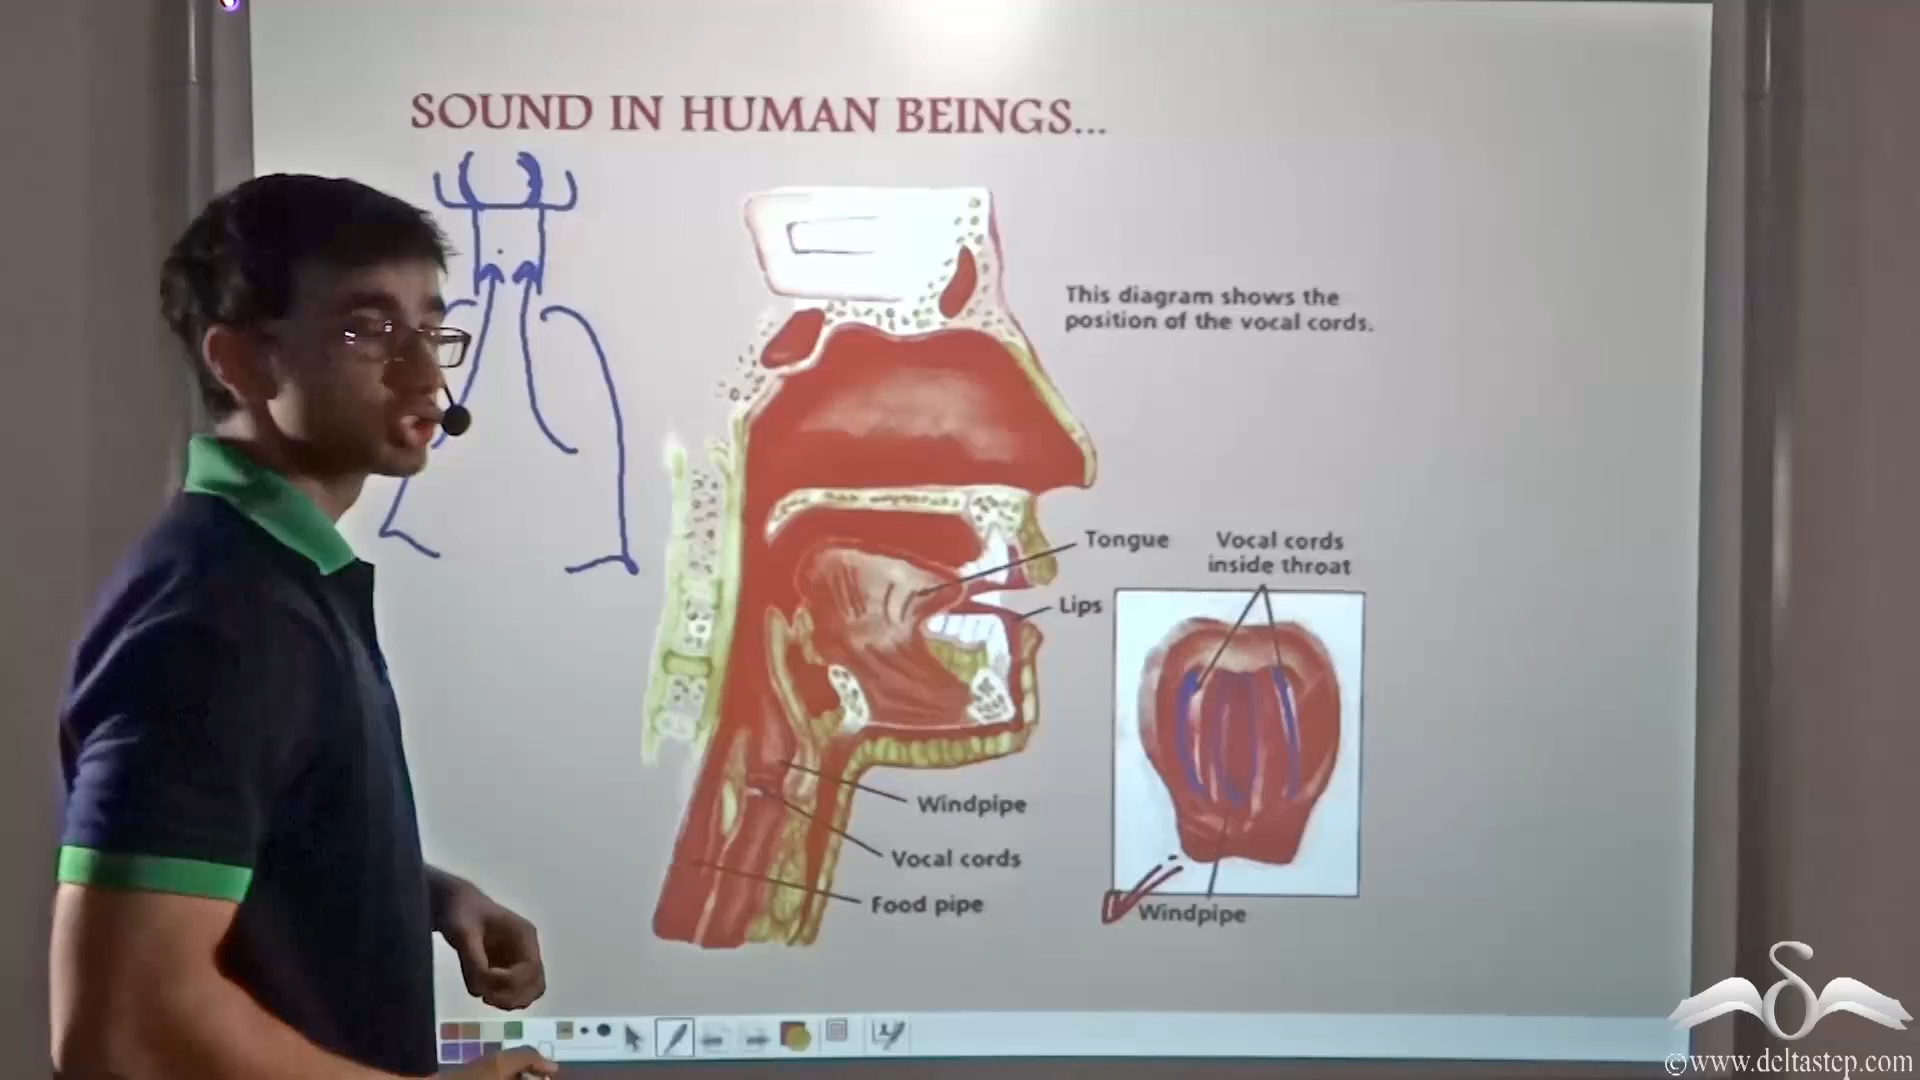 SOUND IN HUMAN BEINGS...
This diagram shows the
position of the vocal cords.
Tongue
Lips
Vocal cords
inside throat
Windpipe
Vocal cords
Food pipe
Windpipe
©www.deltastep.com